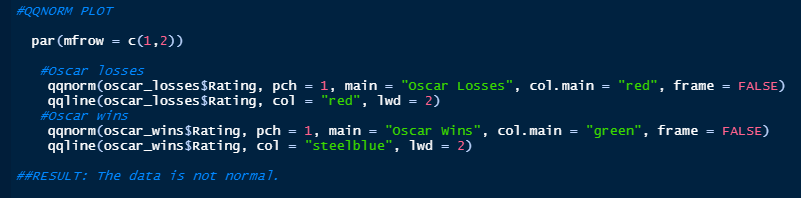 #QQNORM PLOT
par(mfrow = c(1,2))
#Oscar losses
qqnorm(oscar_losses$Rating, pch = 1, main = "Oscar Losses", col.main = "red", frame = FALSE)
qqline(oscar_losses$Rating, col = "red", lwd = 2)
#Oscar wins
qqnorm(oscar_wins$Rating, pch = 1, main = "Oscar Wins", col.main = "green", frame = FALSE)
qqline(oscar_wins$Rating, col = "steelblue", lwd = 2)
##RESULT: The data is not normal.